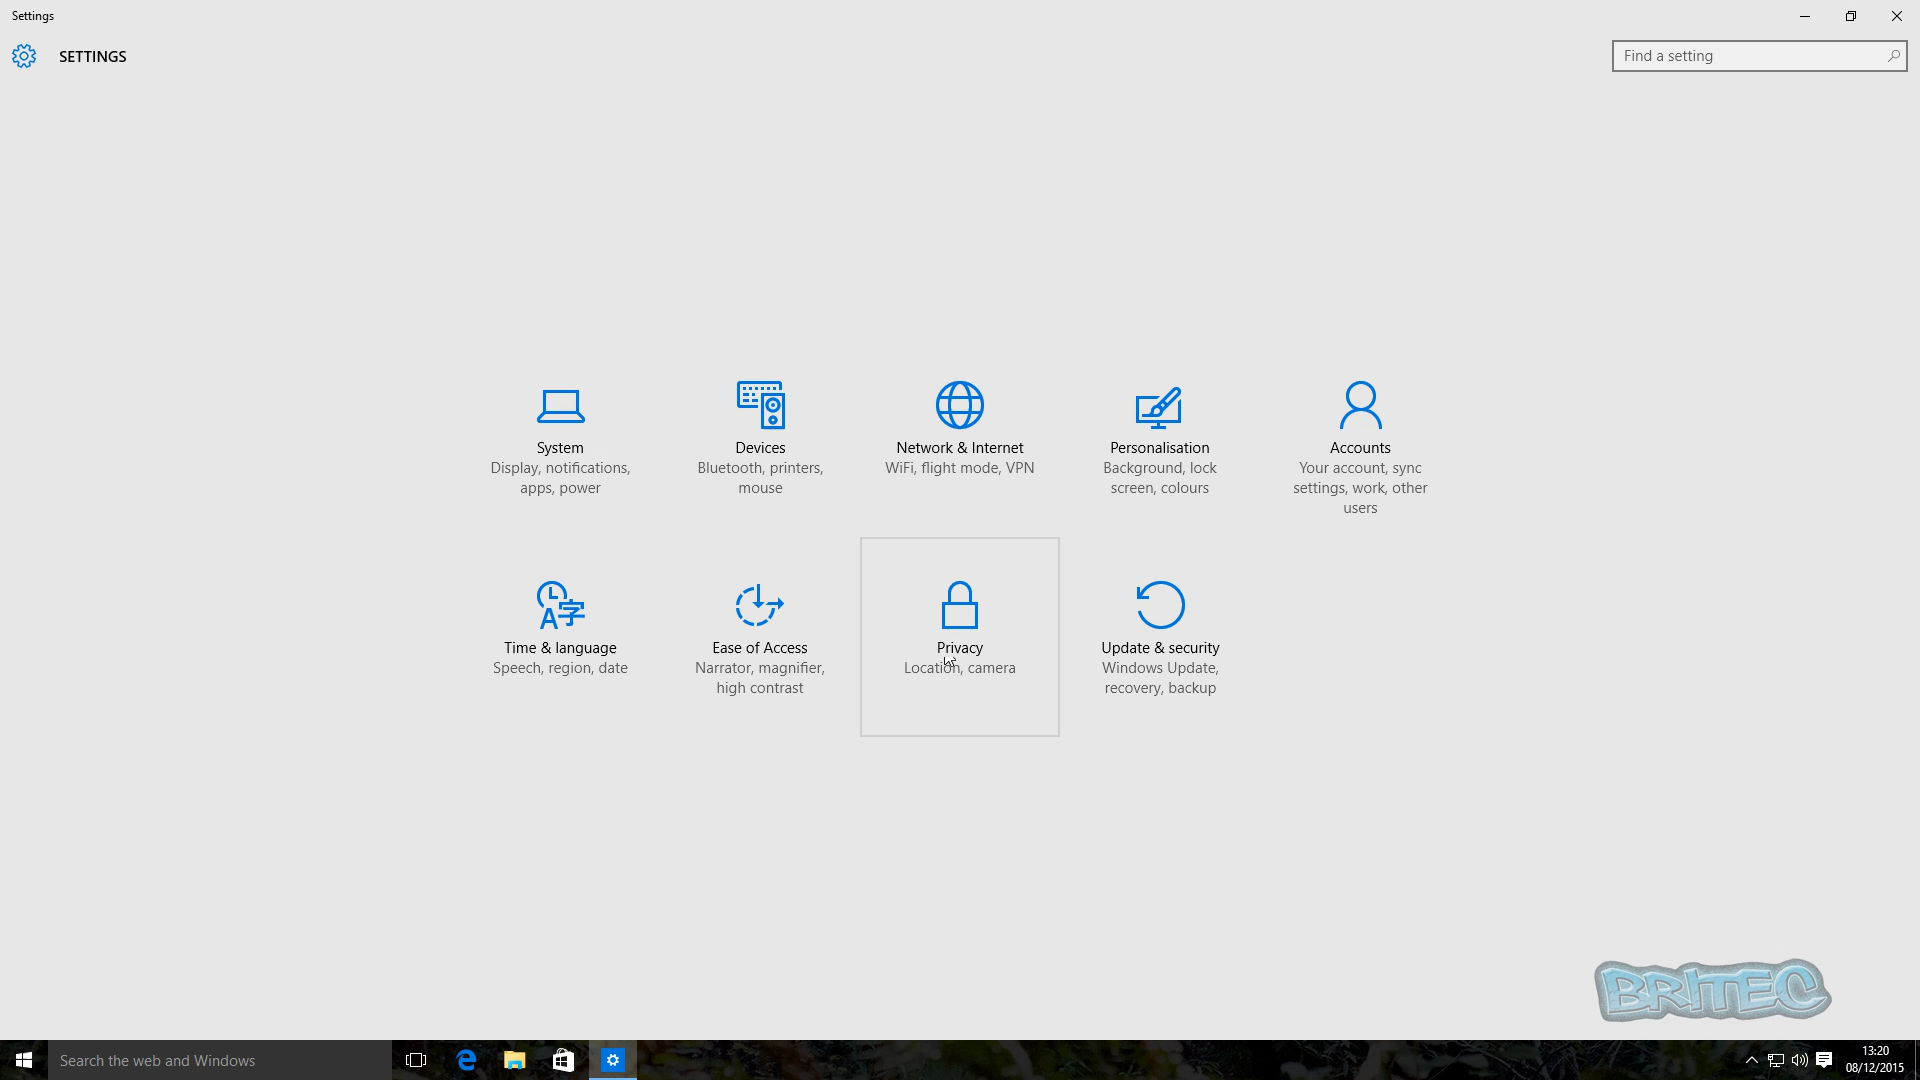 Settings
SETTINGS
Find a setting
System
Display, notifications,
apps, power
Devices
Bluetooth, printers,
mouse
Network & Internet
WiFi, flight mode, VPN
Personalisation
Background, lock
screen, colours
Accounts
Your account, sync
settings, work, other
users
A字
Time & language
Speech, region, date
Ease of Access
Narrator, magnifier,
high contrast
Privacy
Location, camera
Update & security
Windows Update,
recovery, backup
BRITEC
Search the web and Windows
13:20
08/12/2015